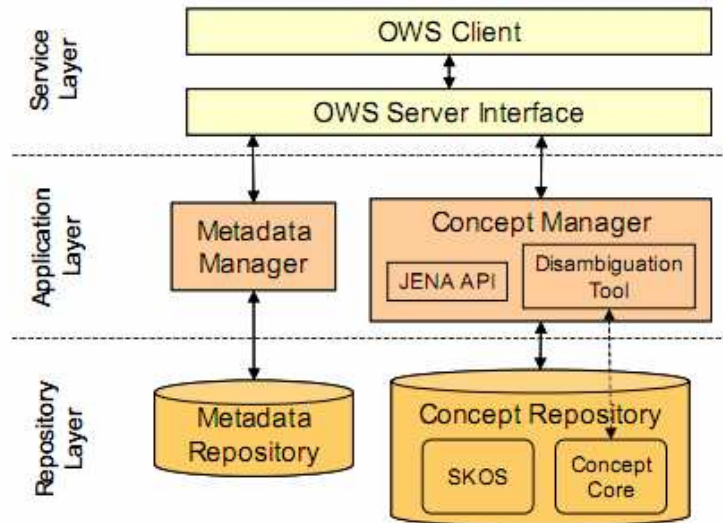 Service
Layer
OWS Client
OWS Server Interface
Application
Layer
Metadata
Manager
Concept Manager
JENA API
Disambiguation
Tool
Repository
Layer
Metadata
Repository
Concept Repository
SKOS
Concept
Core